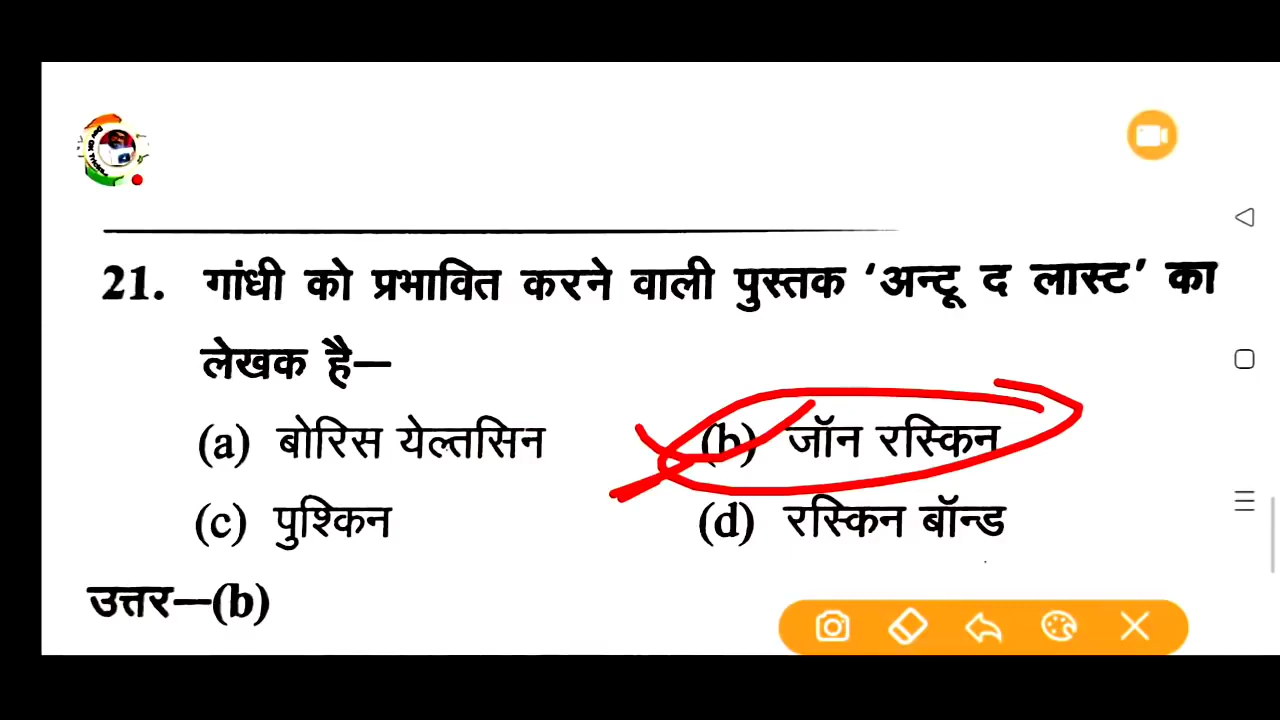 21. गांधी को प्रभावित करने वाली पुस्तक ‘अन्टू द लास्ट’ का
लेखक है—
(a) बोरिस येल्तसिन (b) जॉन रस्किन
(c) पुश्किन (d) रस्किन बॉन्ड
उत्तर—(b)